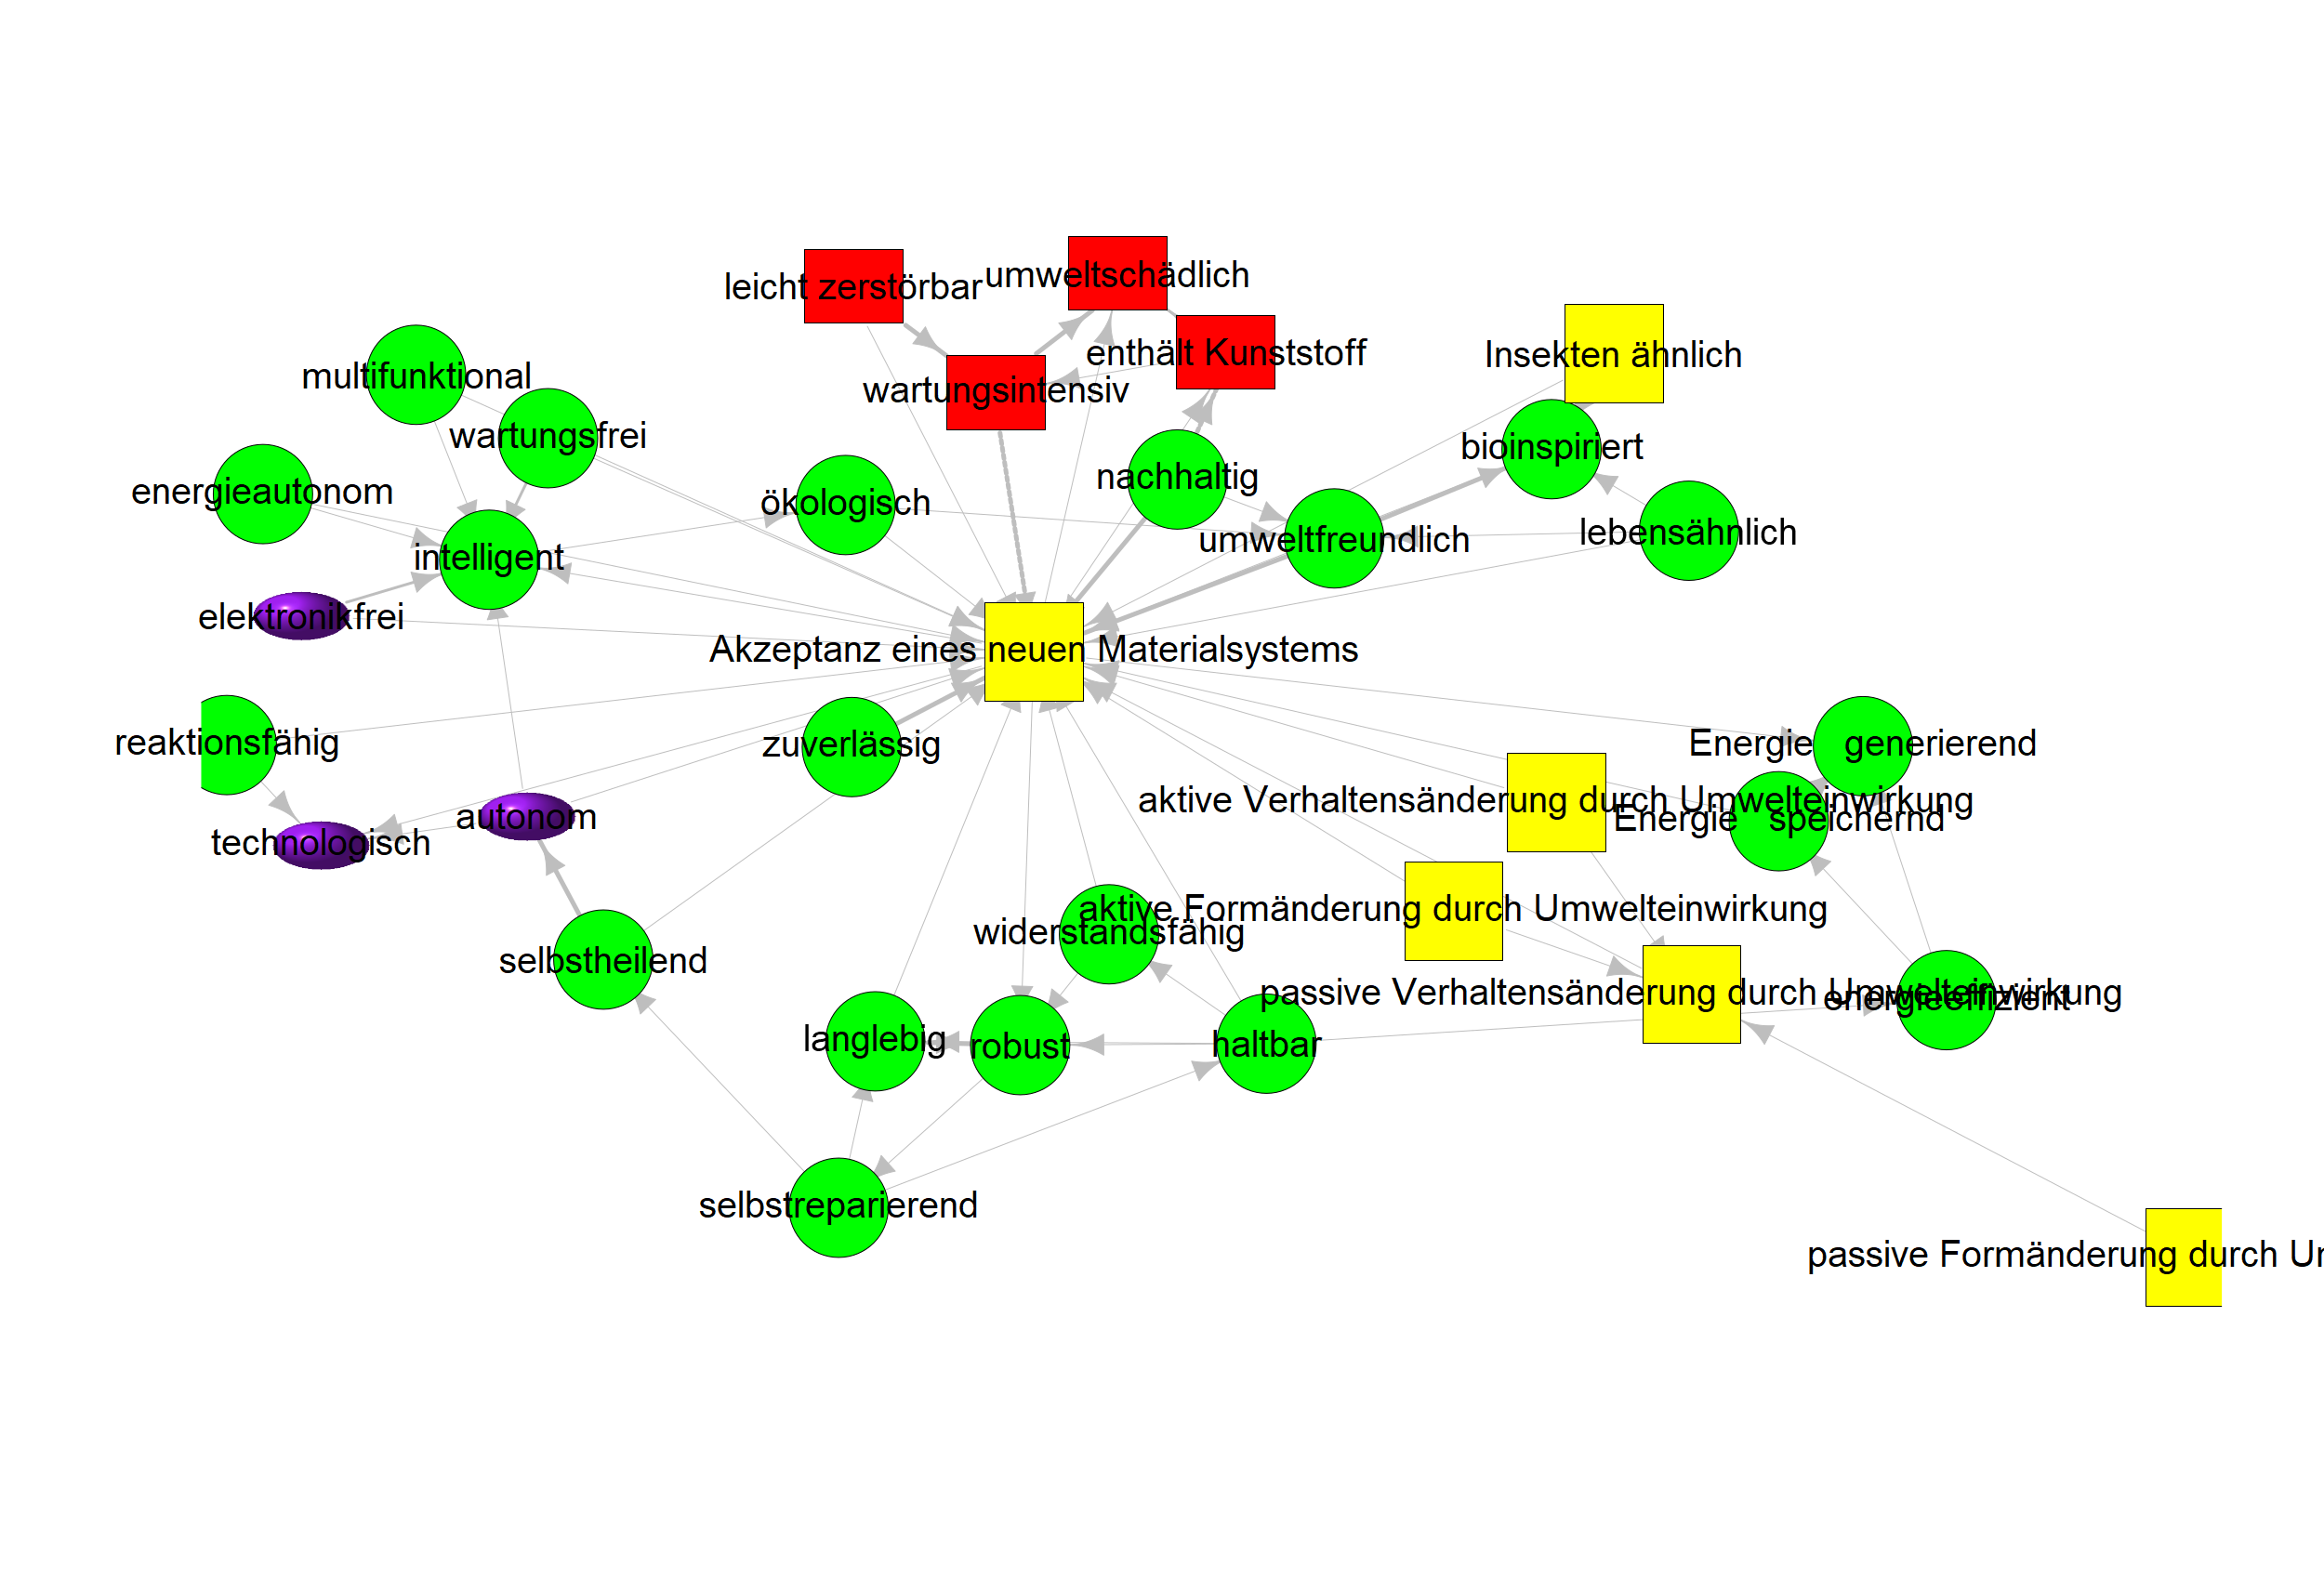 umweltschädlich
leicht zerstörbar
enthält Kunststoff
Insekten ähnlich
multifunktional
wartungsintensiv
wartungsfrei
bioinspiriert
nachhaltig
energieautonom
ökologisch
lebensähnlich
umweltfreundlich
intelligent
elektronikfrei
Akzeptanz eines neuen Materialsystems
reaktionsfähig
zuverlässig
Energie generierend
aktive Verhaltensänderung durch Umwelteinwirkung
autonom
Energie speichernd
technologisch
aktive Formänderung durch Umwelteinwirkung
widerstandsfähig
selbstheilend
passive Verhaltensänderung durch Umwelteinwirkung
energieeffizient
langlebig
robust
haltbar
selbstreparierend
passive Formänderung durch